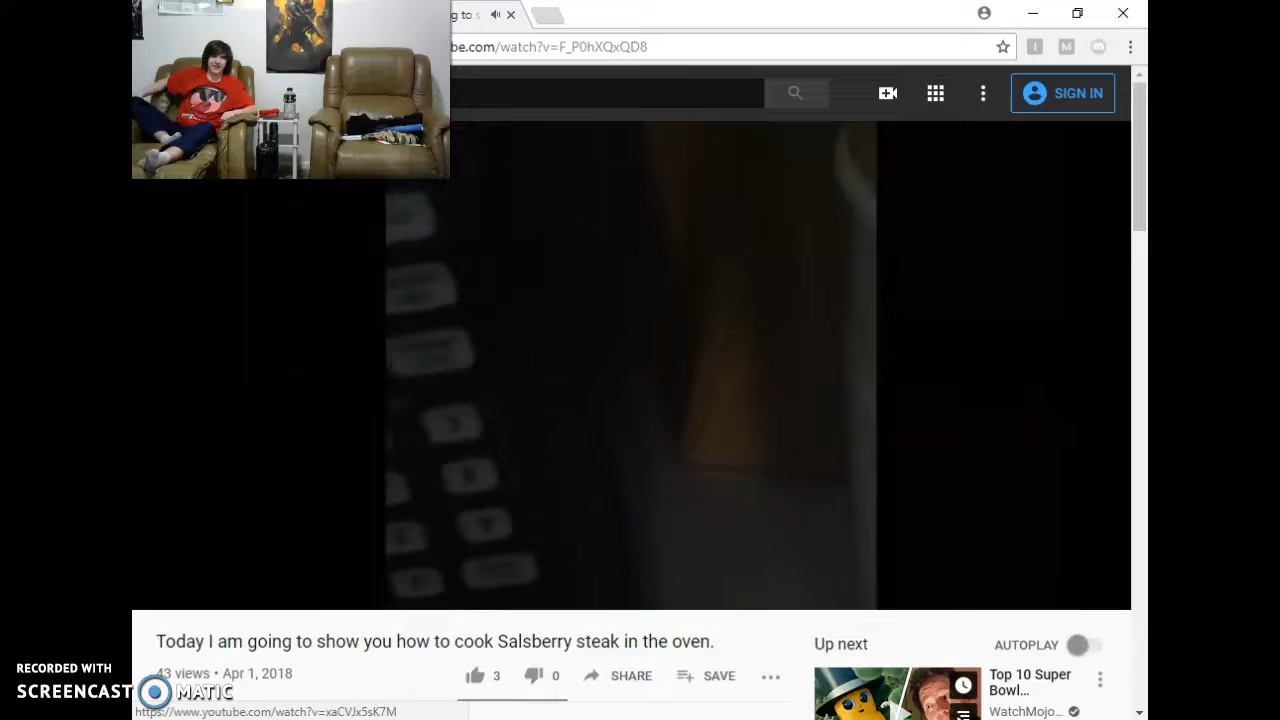 g to s
be.com/watch?v=F_P0hXQxQD8
I
M
SIGN IN
Today I am going to show you how to cook Salsberry steak in the oven.
43 views • Apr 1, 2018
3
0
SHARE
SAVE
Up next
AUTOPLAY
Top 10 Super
Bowl...
WatchMojo...
RECORDED WITH
SCREENCAST MATIC
https://www.youtube.com/watch?v=xaCVJx5sK7M